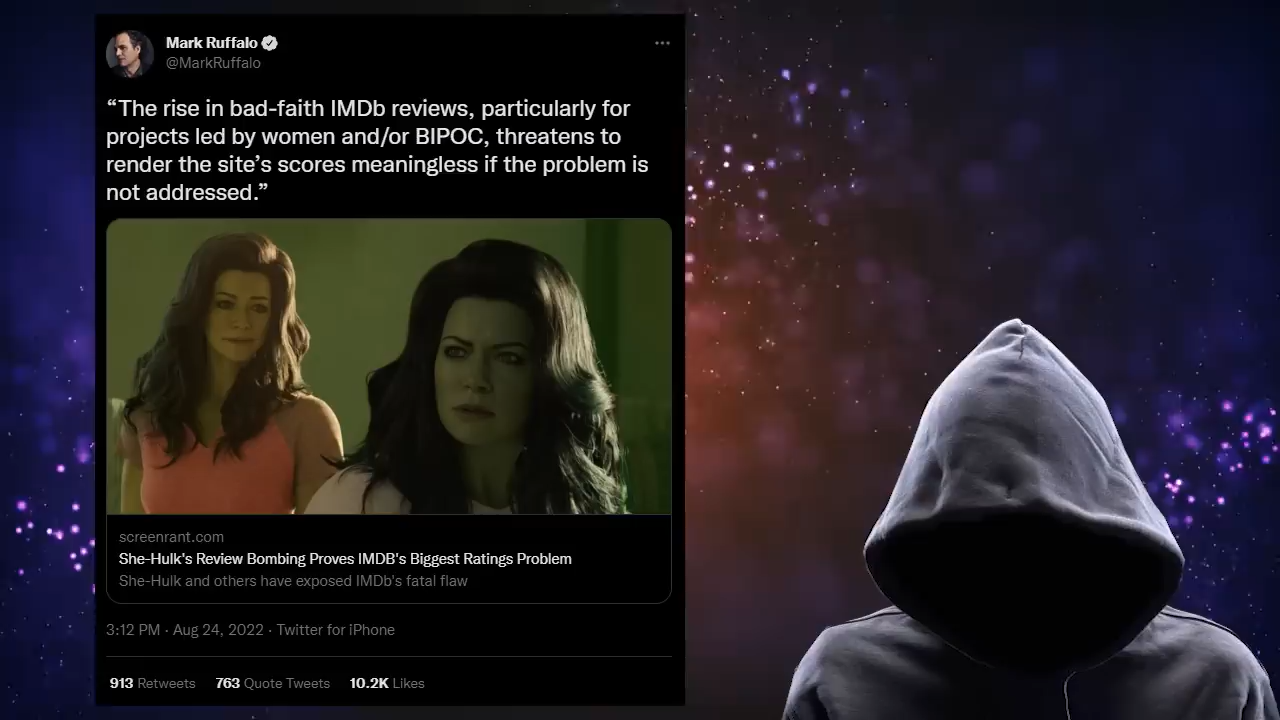 Mark Ruffalo
@MarkRuffalo
“The rise in bad-faith IMDb reviews, particularly for
projects led by women and/or BIPOC, threatens to
render the site’s scores meaningless if the problem is
not addressed.”
screenrant.com
She-Hulk's Review Bombing Proves IMDB's Biggest Ratings Problem
She-Hulk and others have exposed IMDb's fatal flaw
3:12 PM · Aug 24, 2022 · Twitter for iPhone
913 Retweets 763 Quote Tweets 10.2K Likes